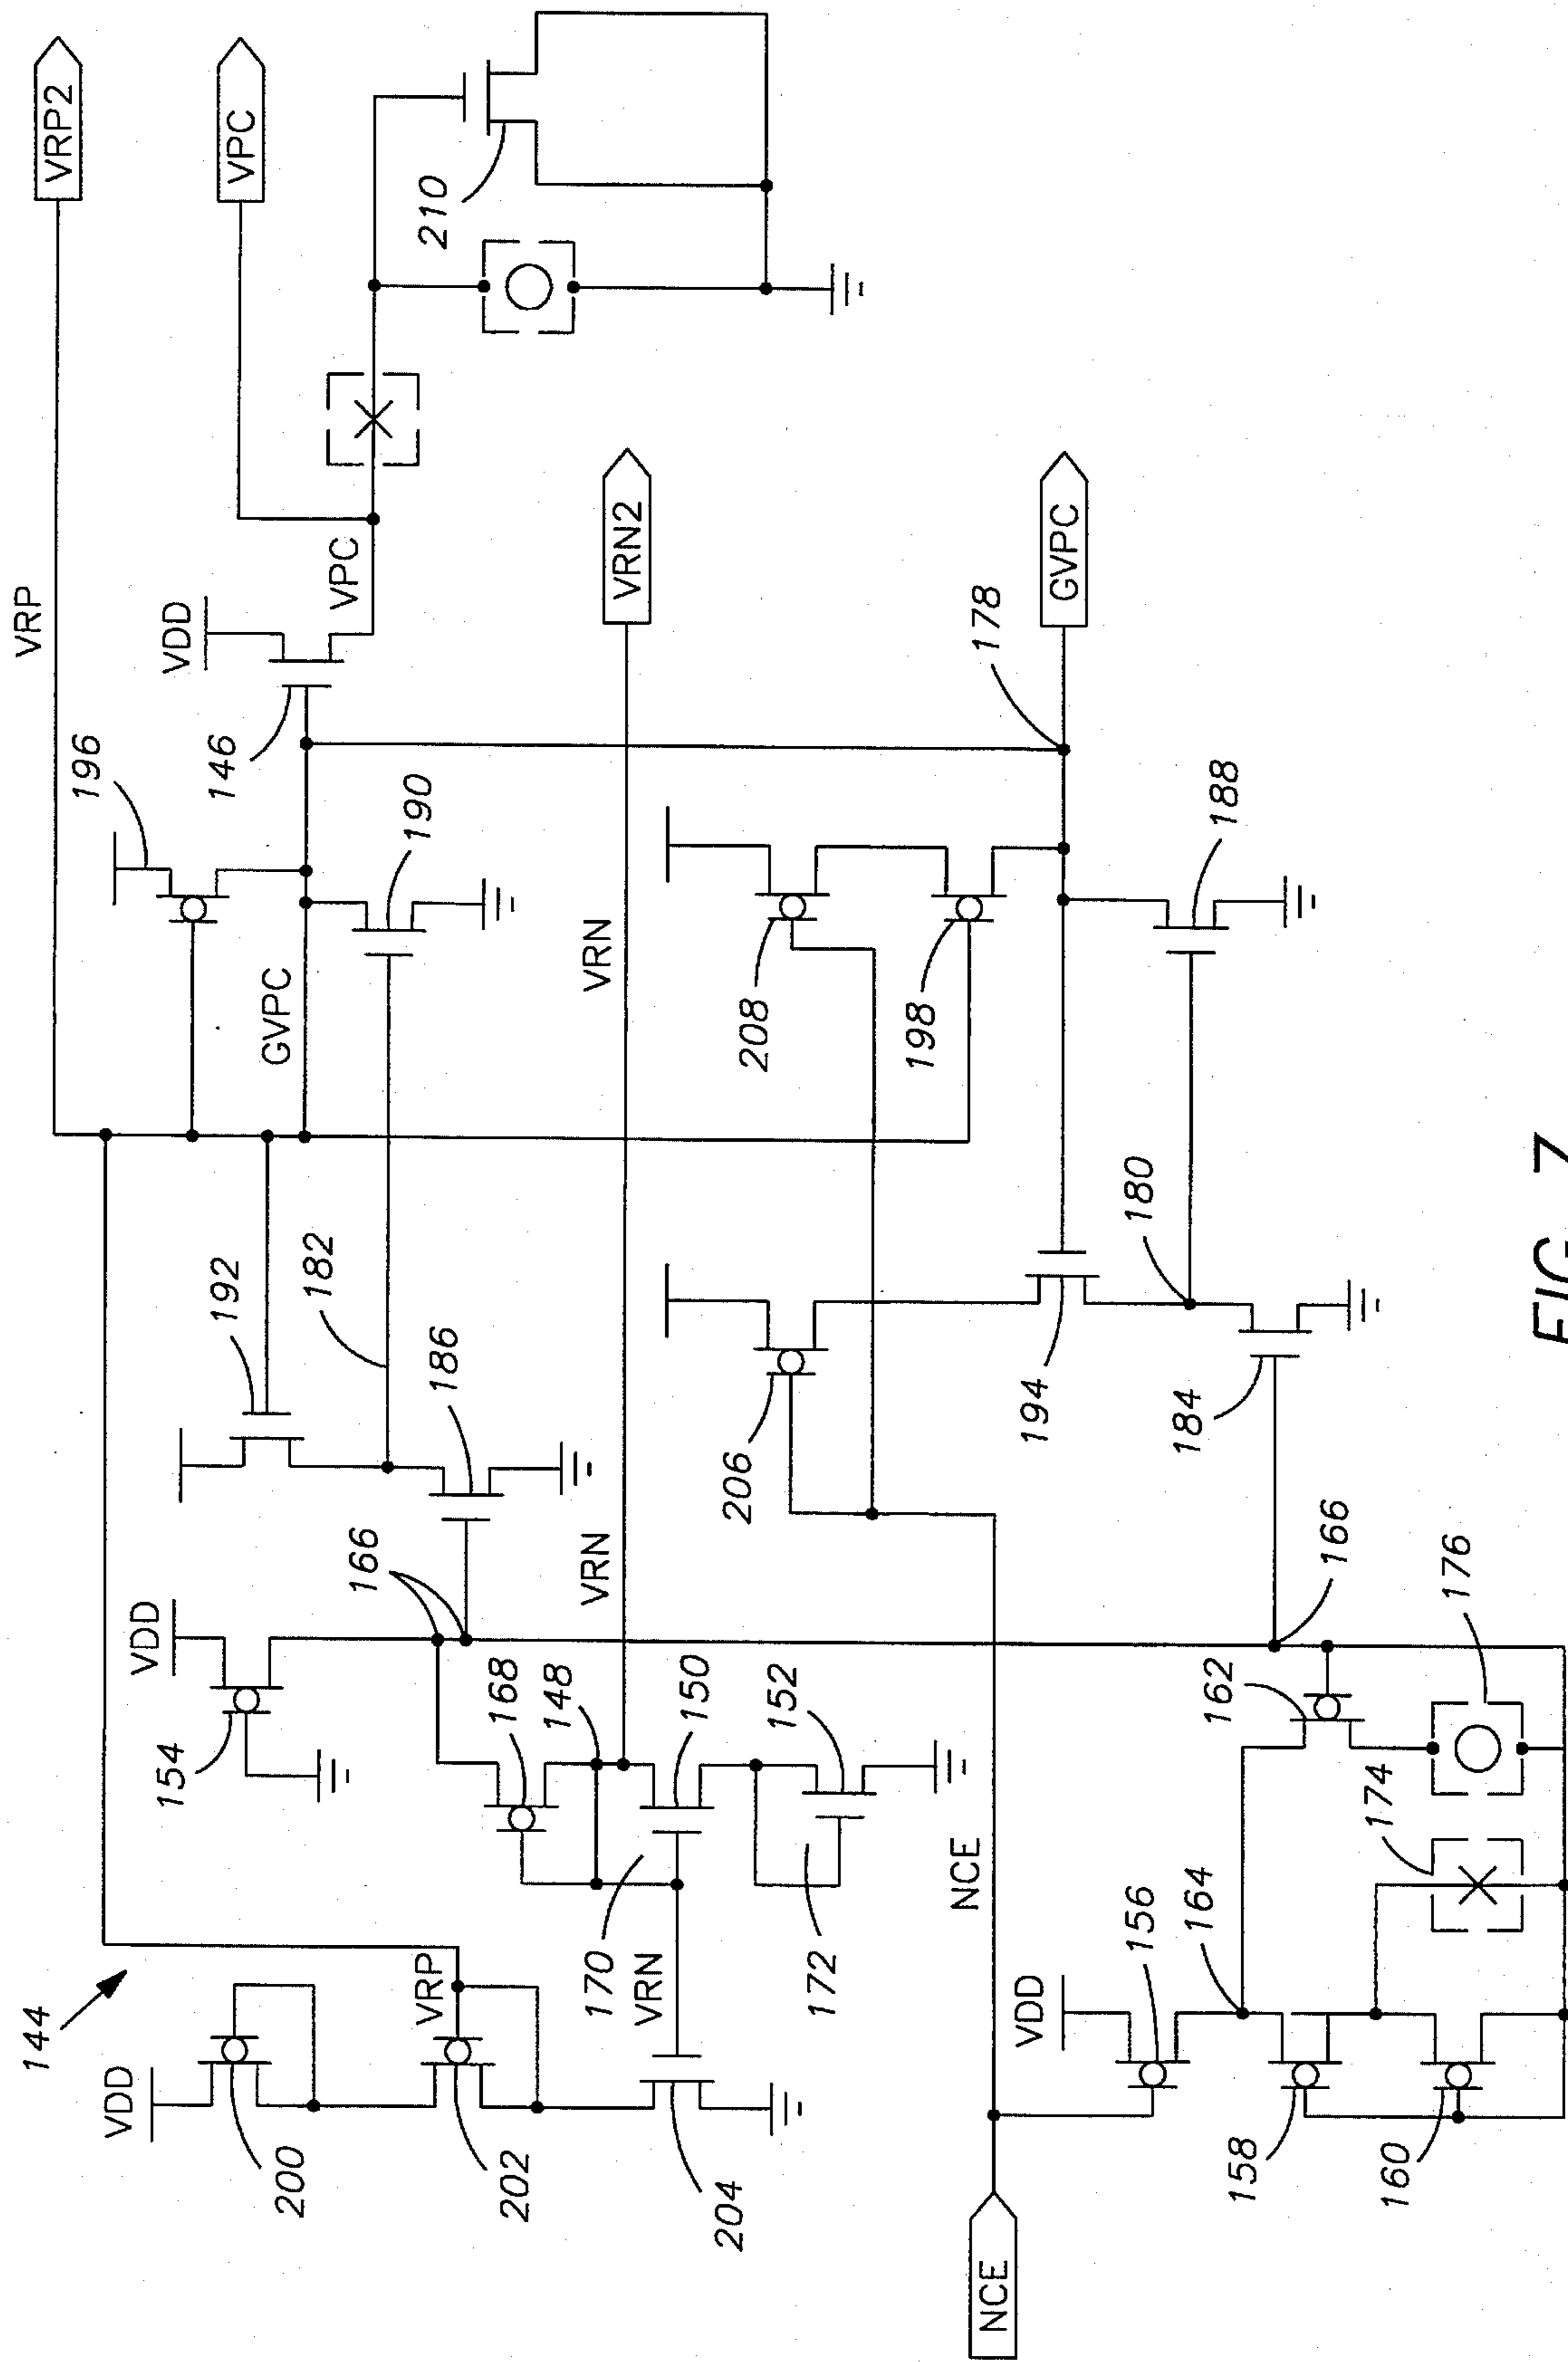 VRP
VRP2
VPC
VDD
VPC
196
146
190
GVPC
210
192
182
186
VRN
VRN2
178
GVPC
208
198
188
180
206
194
184
144
VDD
154
166
168
148
VRN
150
152
VDD
VRP
200
202
204
170
VRN
172
NCE
NCE
VDD
156
164
158
160
162
166
174
176
FIG. 7